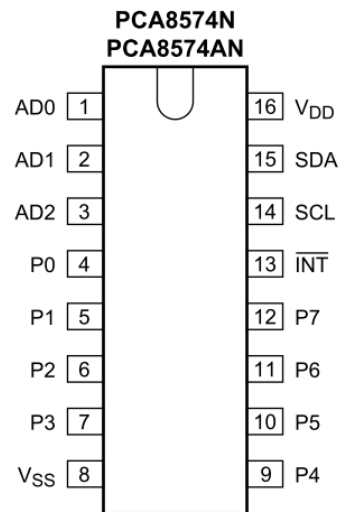 PCA8574N
PCA8574AN
AD0 1 16 VDD
AD1 2 15 SDA
AD2 3 14 SCL
P0 4 13 INT
P1 5 12 P7
P2 6 11 P6
P3 7 10 P5
VSS 8 9 P4